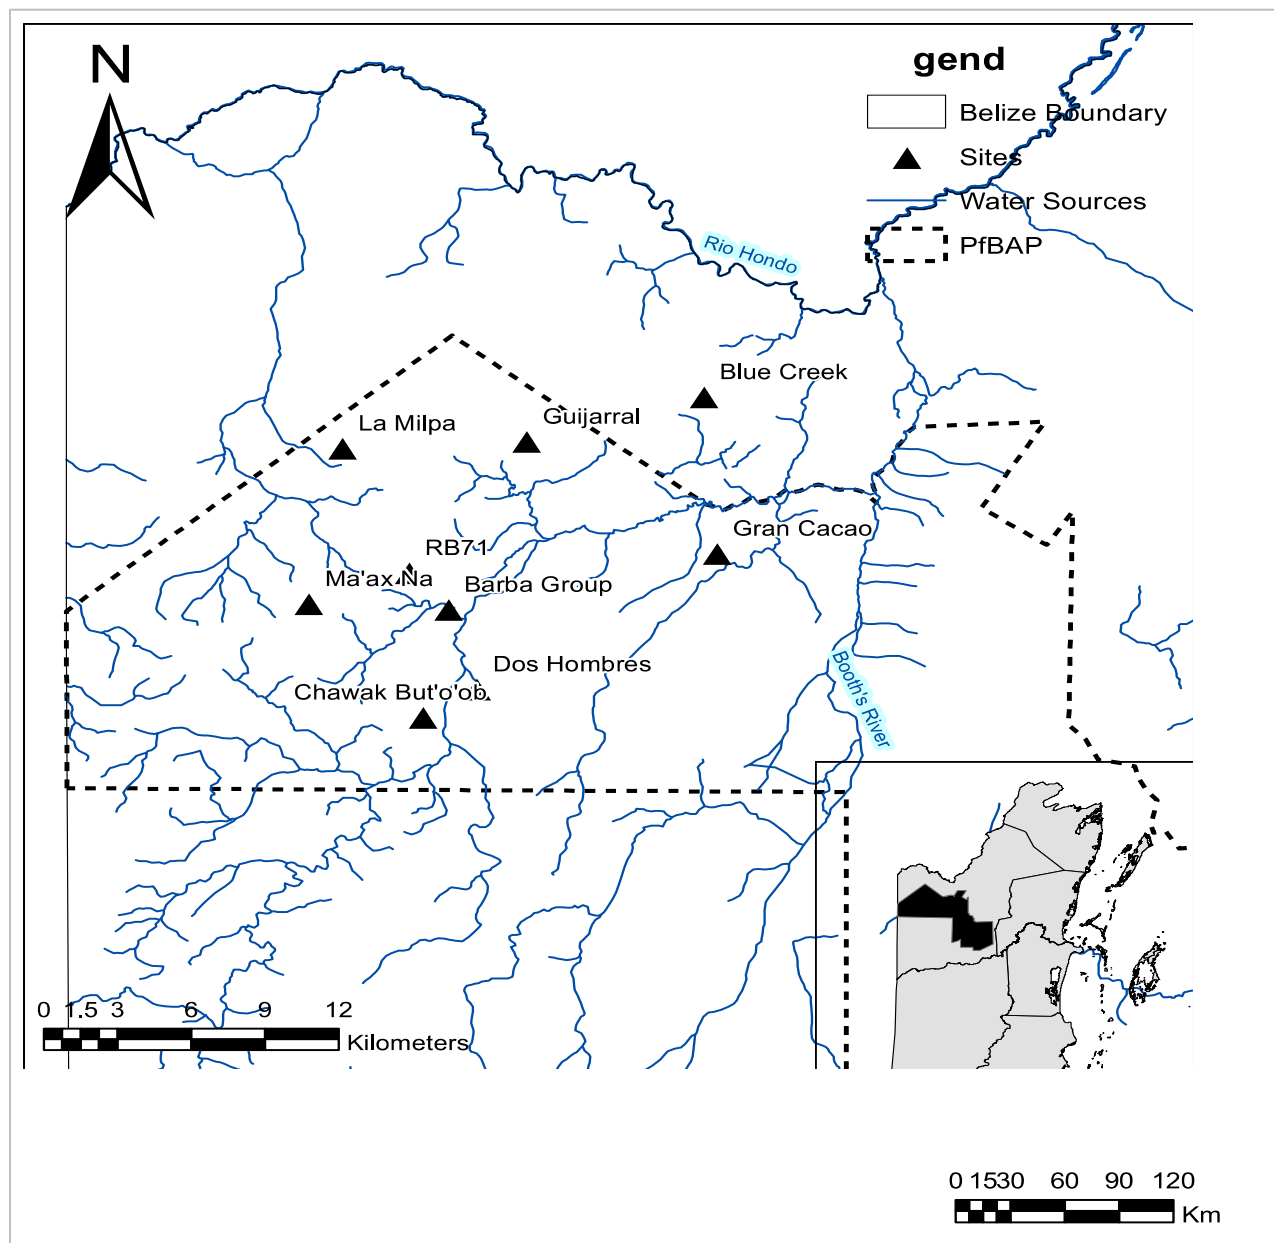 N
gend
Belize Boundary
Sites
Water Sources
PfBAP
Rio Hondo
Blue Creek
La Milpa
Guijarral
Gran Cacao
RB71
Ma'ax Na
Barba Group
Dos Hombres
Chawak But'o'ob
Booth's River
0 1.5 3 6 9 12
Kilometers
0 15 30 60 90 120
Km